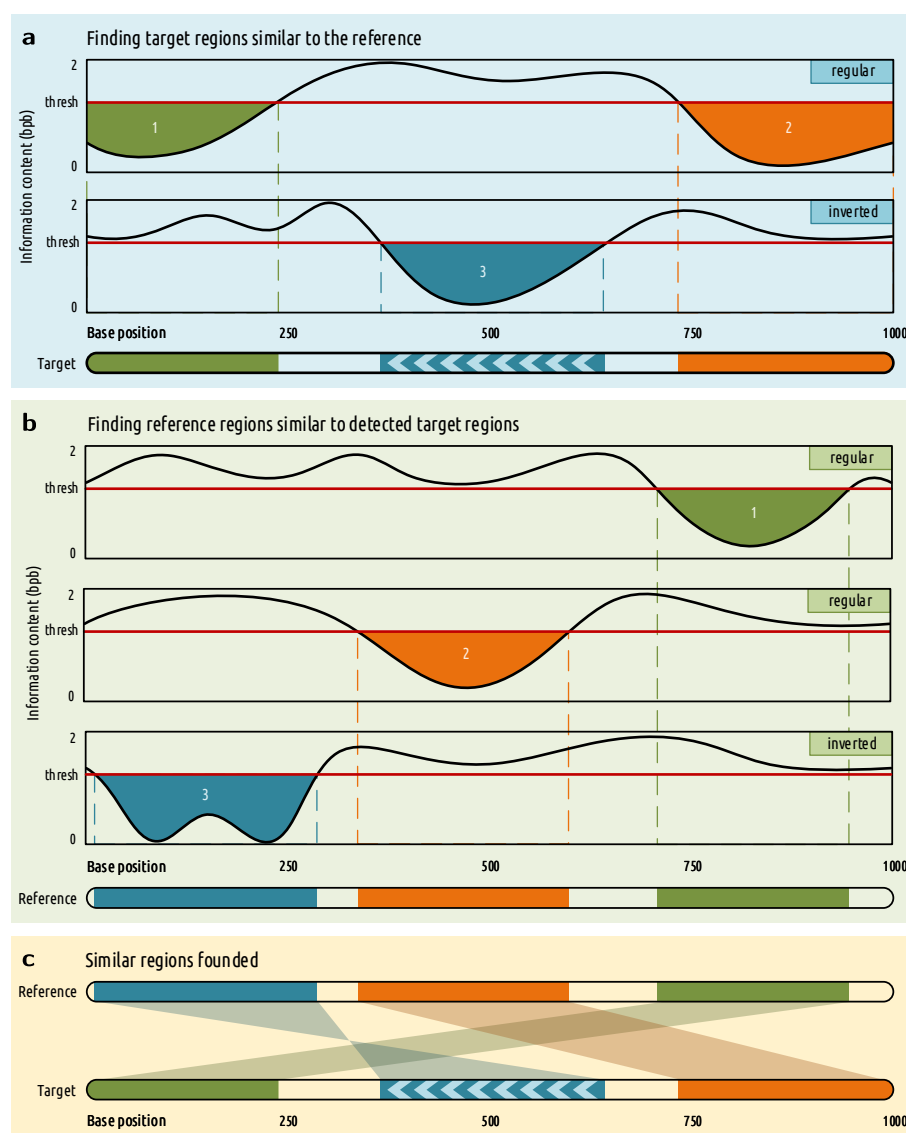 a Finding target regions similar to the reference
2
regular
thresh
1
2
0
Information content (bpb)
2
inverted
thresh
3
0
Base position 250 500 750 1000
Target
b Finding reference regions similar to detected target regions
2
regular
thresh
1
0
Information content (bpb)
2
regular
thresh
2
0
2
inverted
thresh
3
0
Base position 250 500 750 1000
Reference
c Similar regions founded
Reference
Target
Base position 250 500 750 1000